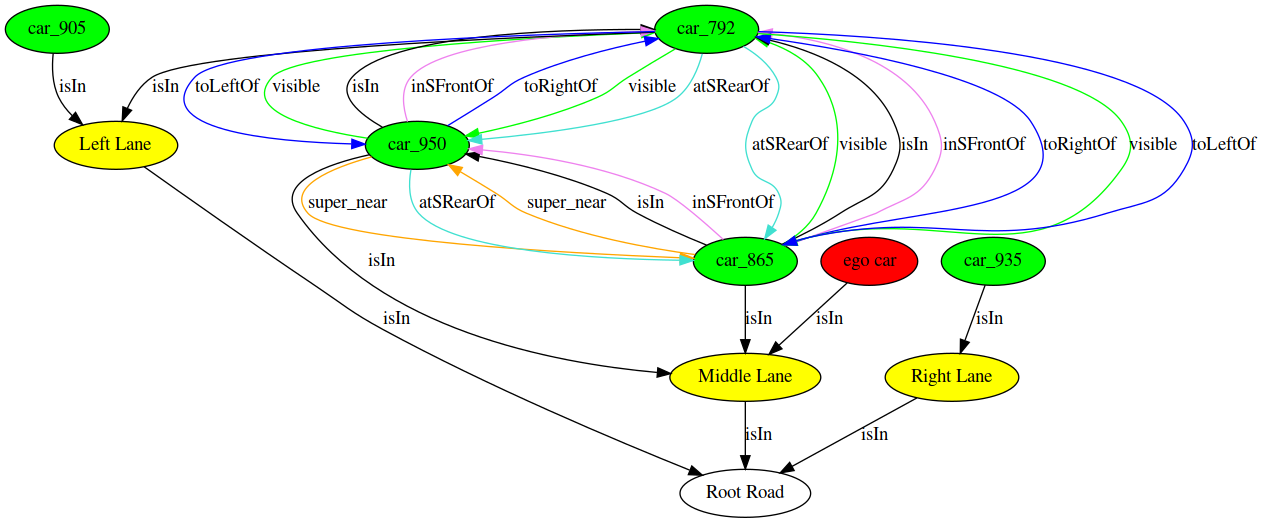 car_905
car_792
isIn
isIn
toLeftOf
visible
isIn
inSFrontOf
toRightOf
visible
atSRearOf
Left Lane
car_950
atSRearOf
visible
isIn
inSFrontOf
toRightOf
visible
toLeftOf
super_near
atSRearOf
super_near
isIn
inSFrontOf
isIn
car_865
ego car
car_935
isIn
isIn
isIn
isIn
Middle Lane
Right Lane
isIn
isIn
Root Road